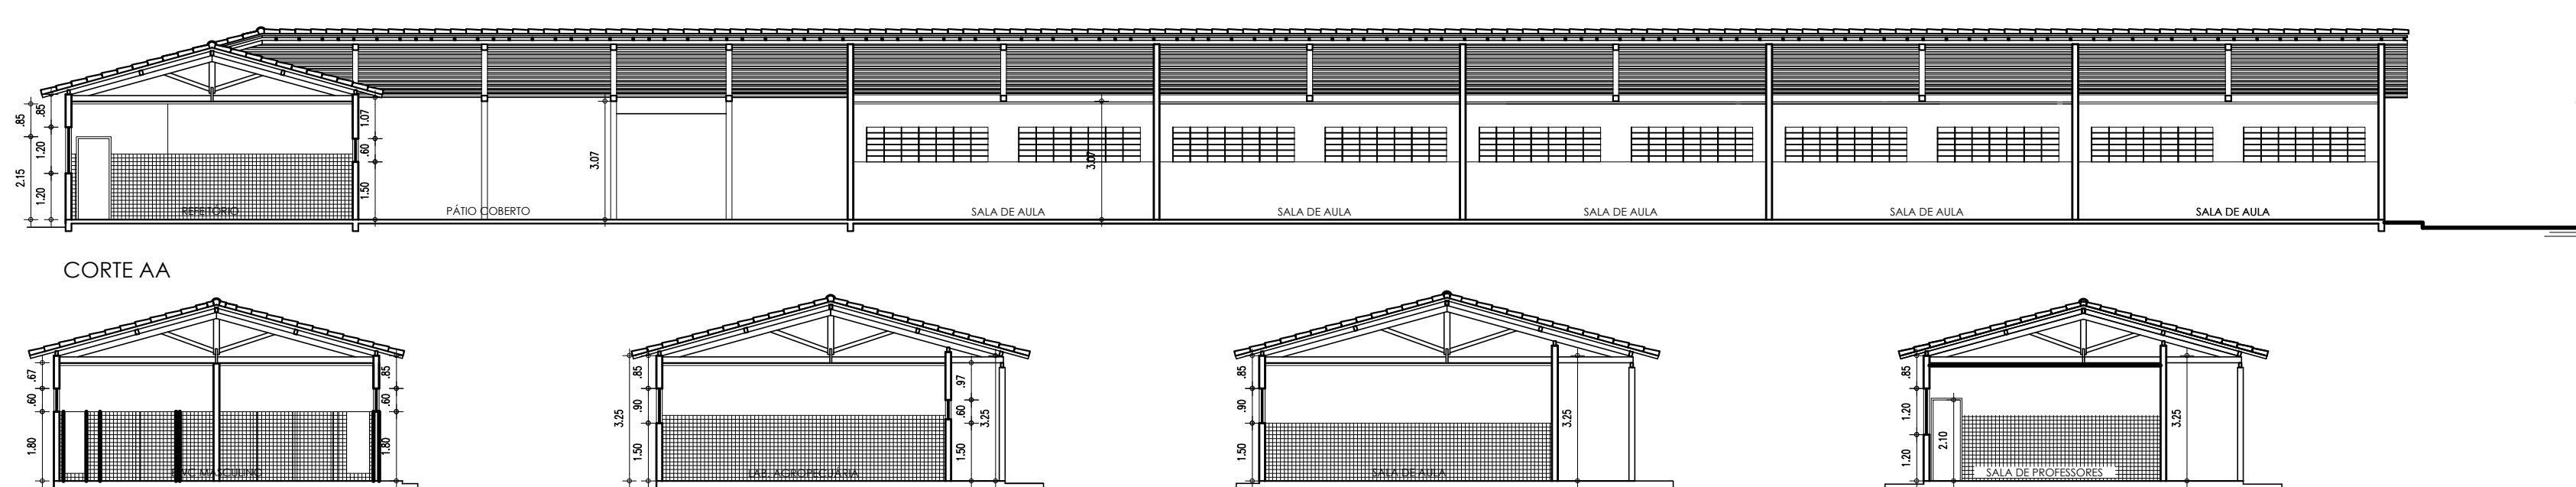 .85
.85
1.20
2.15
1.20
1.07
.60
1.50
3.07
3.07
REFEITÓRIO
PÁTIO COBERTO
SALA DE AULA
SALA DE AULA
SALA DE AULA
SALA DE AULA
SALA DE AULA
CORTE AA
.67
.60
1.80
.85
.60
1.80
BWC MASCULINO
3.25
.85
.90
1.50
.97
.60
1.50
3.25
LAB. AGROPECUÁRIA
.85
.90
1.50
3.25
SALA DE AULA
.85
1.20
1.20
2.10
3.25
SALA DE PROFESSORES